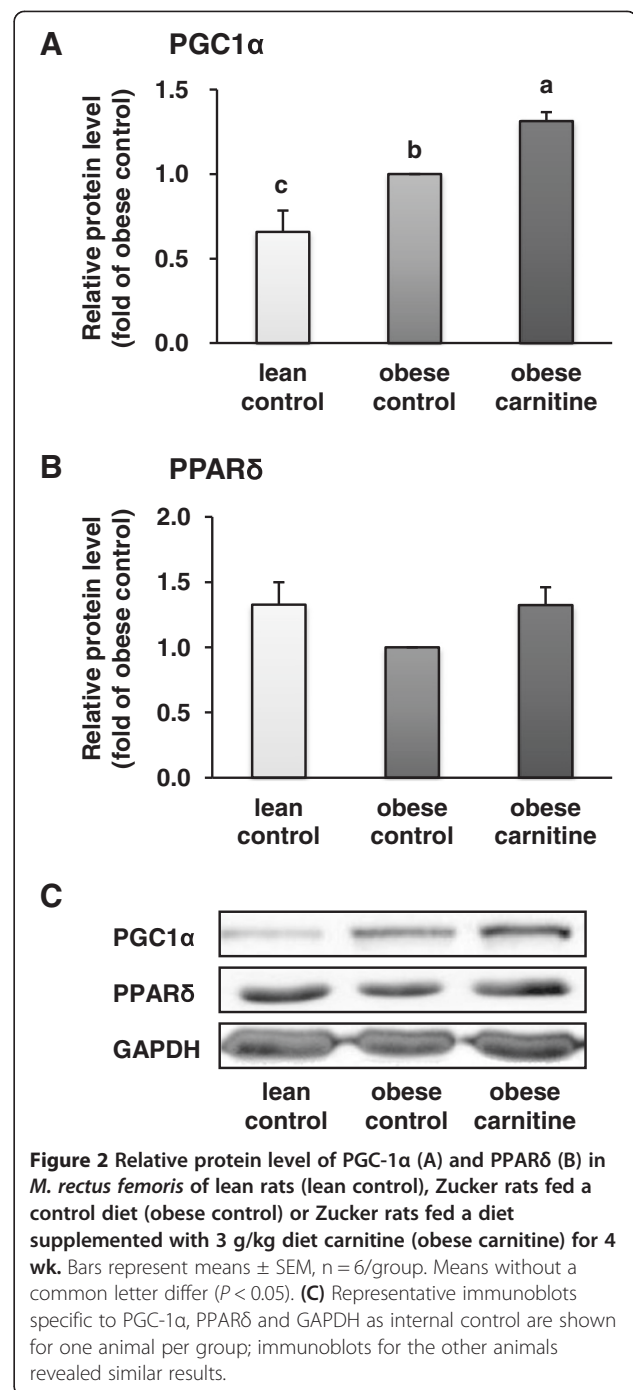 A
PGC1α
Relative protein level
(fold of obese control)
1.5
1.0
0.5
0.0
c
b
a
lean
control
obese
control
obese
carnitine
B
PPARδ
Relative protein level
(fold of obese control)
2.0
1.5
1.0
0.5
0.0
lean
control
obese
control
obese
carnitine
C
PGC1α
PPARδ
GAPDH
lean
control
obese
control
obese
carnitine
Figure 2 Relative protein level of PGC-1α (A) and PPARδ (B) in
M. rectus femoris of lean rats (lean control), Zucker rats fed a
control diet (obese control) or Zucker rats fed a diet
supplemented with 3 g/kg diet carnitine (obese carnitine) for 4
wk. Bars represent means ± SEM, n = 6/group. Means without a
common letter differ (P < 0.05). (C) Representative immunoblots
specific to PGC-1α, PPARδ and GAPDH as internal control are shown
for one animal per group; immunoblots for the other animals
revealed similar results.